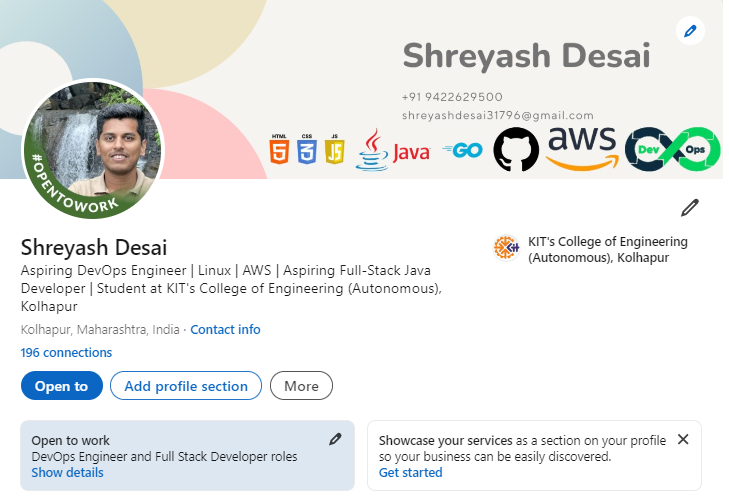 Shreyash Desai
+91 9422629500
shreyashdesai31796@gmail.com
HTML CSS JS
5 3 JS
Java
GO
aws
Dev Ops
#OPENTOWORK
Shreyash Desai
Aspiring DevOps Engineer | Linux | AWS | Aspiring Full-Stack Java
Developer | Student at KIT's College of Engineering (Autonomous),
Kolhapur
KIT's College of Engineering
(Autonomous), Kolhapur
Kolhapur, Maharashtra, India · Contact info
196 connections
Open to
Add profile section
More
Open to work
DevOps Engineer and Full Stack Developer roles
Show details
Showcase your services as a section on your profile
so your business can be easily discovered.
Get started